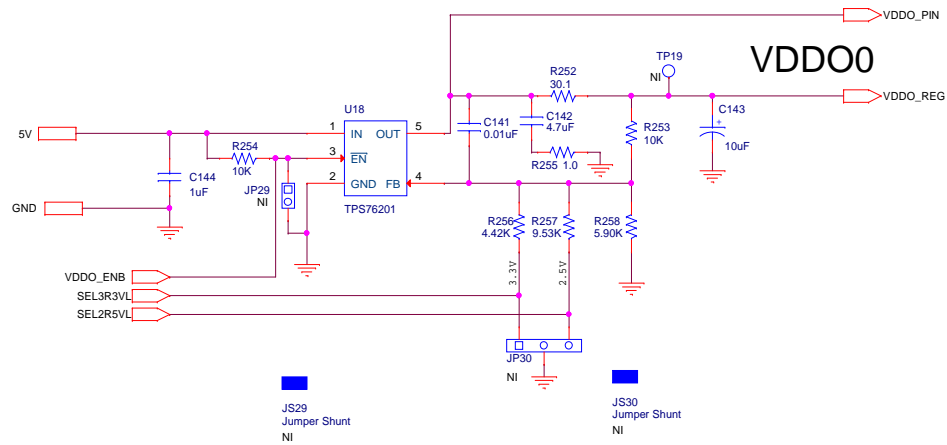 VDDO_PIN
VDDO0
TP19
NI
R252
30.1
VDDO_REG
U18
C141
0.01uF
C142
4.7uF
C143
+
10uF
R253
10K
5V
1
IN
OUT
5
R254
10K
3
EN
R255 1.0
C144
1uF
JP29
NI
2
GND
FB
4
TPS76201
GND
R256
4.42K
R257
9.53K
R258
5.90K
3.3V
2.5V
VDDO_ENB
SEL3R3VL
SEL2R5VL
JP30
NI
JS29
Jumper Shunt
NI
JS30
Jumper Shunt
NI